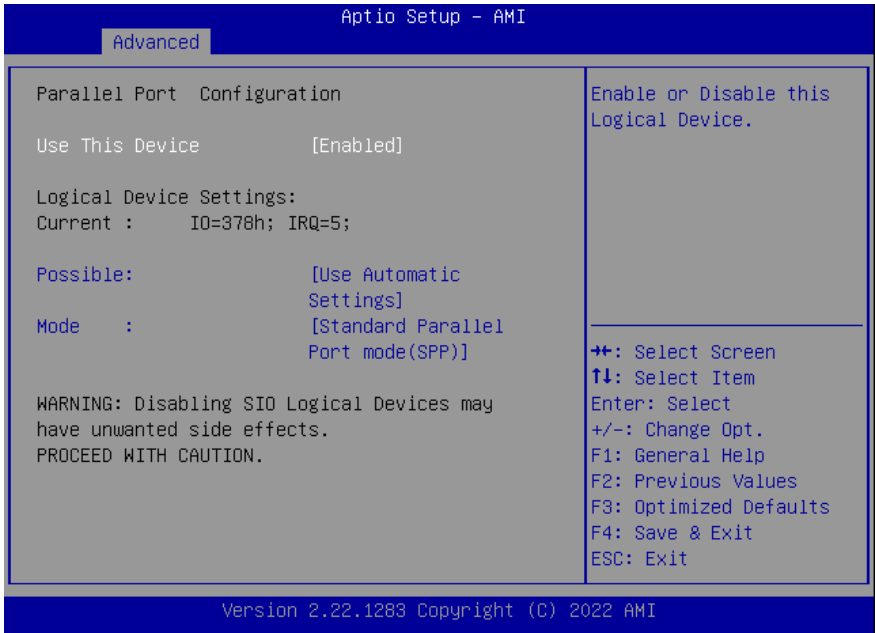 Aptio Setup – AMI
Advanced
Parallel Port Configuration
Use This Device [Enabled]
Logical Device Settings:
Current : IO=378h; IRQ=5;
Possible: [Use Automatic
Settings]
Mode : [Standard Parallel
Port mode(SPP)]
WARNING: Disabling SIO Logical Devices may
have unwanted side effects.
PROCEED WITH CAUTION.
Enable or Disable this
Logical Device.
→←: Select Screen
↑↓: Select Item
Enter: Select
+/-: Change Opt.
F1: General Help
F2: Previous Values
F3: Optimized Defaults
F4: Save & Exit
ESC: Exit
Version 2.22.1283 Copyright (C) 2022 AMI